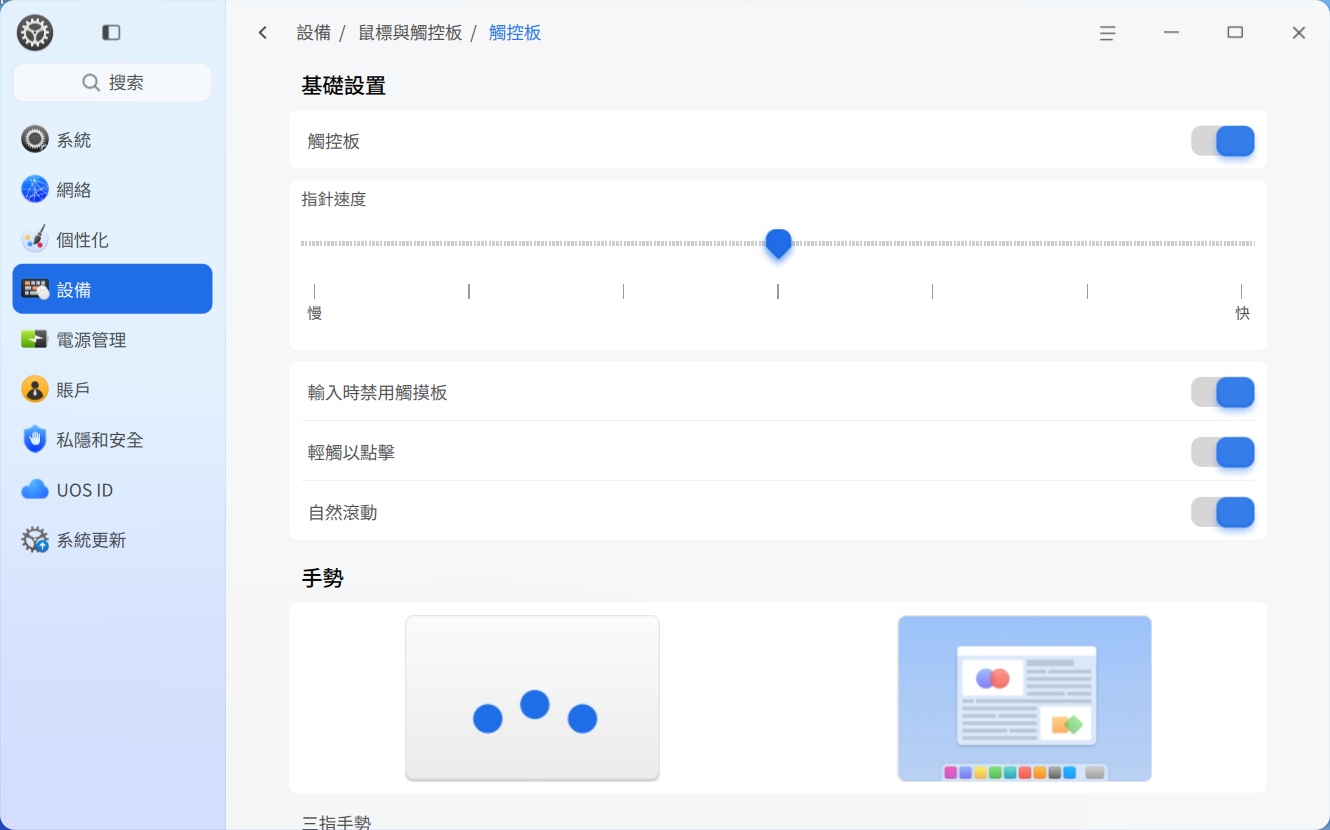 搜索
系統
網絡
個性化
設備
電源管理
賬戶
私隱和安全
UOS ID
系統更新
設備 / 鼠標與觸控板 / 觸控板
基礎設置
觸控板
指針速度
慢 快
輸入時禁用觸摸板
輕觸以點擊
自然滾動
手勢
三指手勢